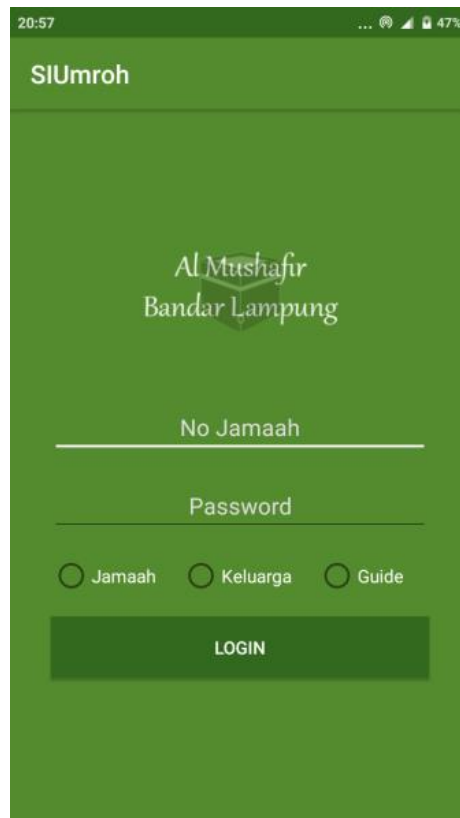 20:57 ... 47%
SIUmroh
Al Mushafir
Bandar Lampung
No Jamaah
Password
Jamaah Keluarga Guide
LOGIN